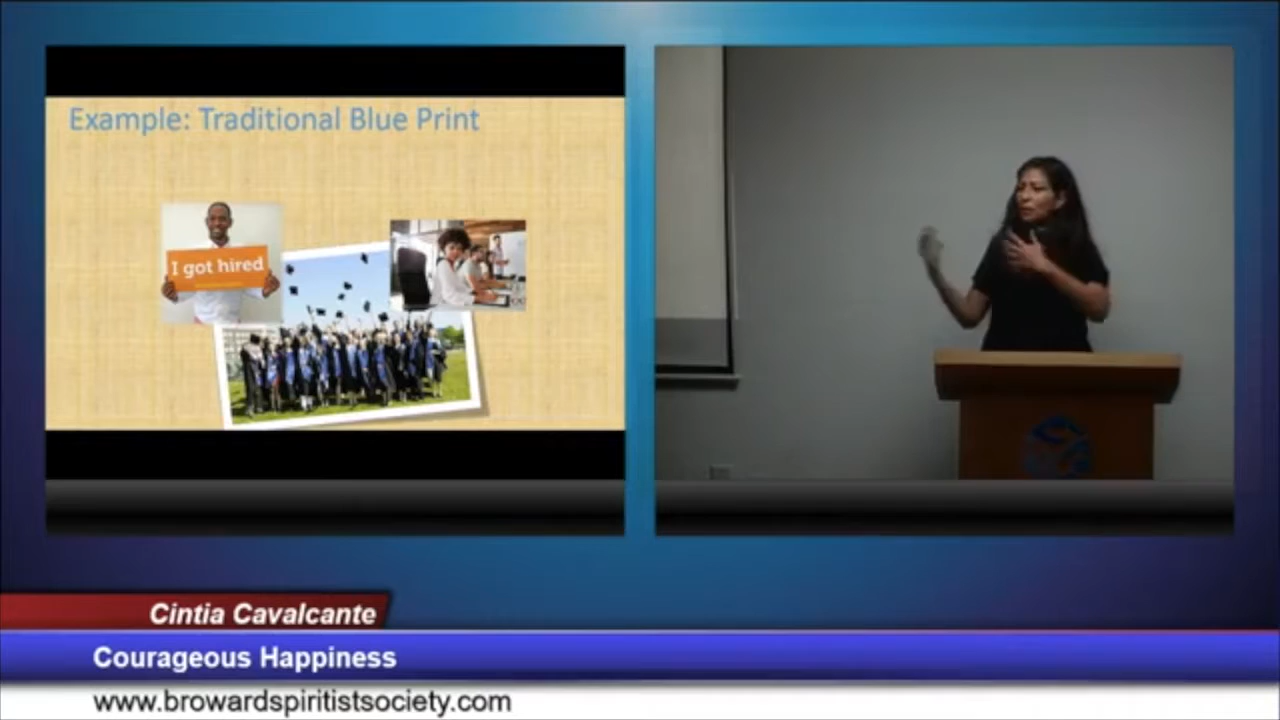 Example: Traditional Blue Print
I got hired
Cintia Cavalcante
Courageous Happiness
www.browardspiritistsociety.com